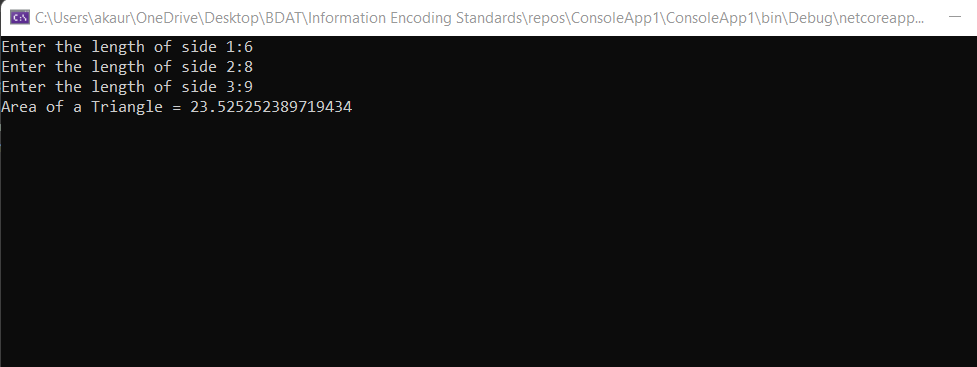 C:\Users\akaur\OneDrive\Desktop\BDAT\Information Encoding Standards\repos\ConsoleApp1\ConsoleApp1\bin\Debug\netcoreapp...
Enter the length of side 1:6
Enter the length of side 2:8
Enter the length of side 3:9
Area of a Triangle = 23.525252389719434